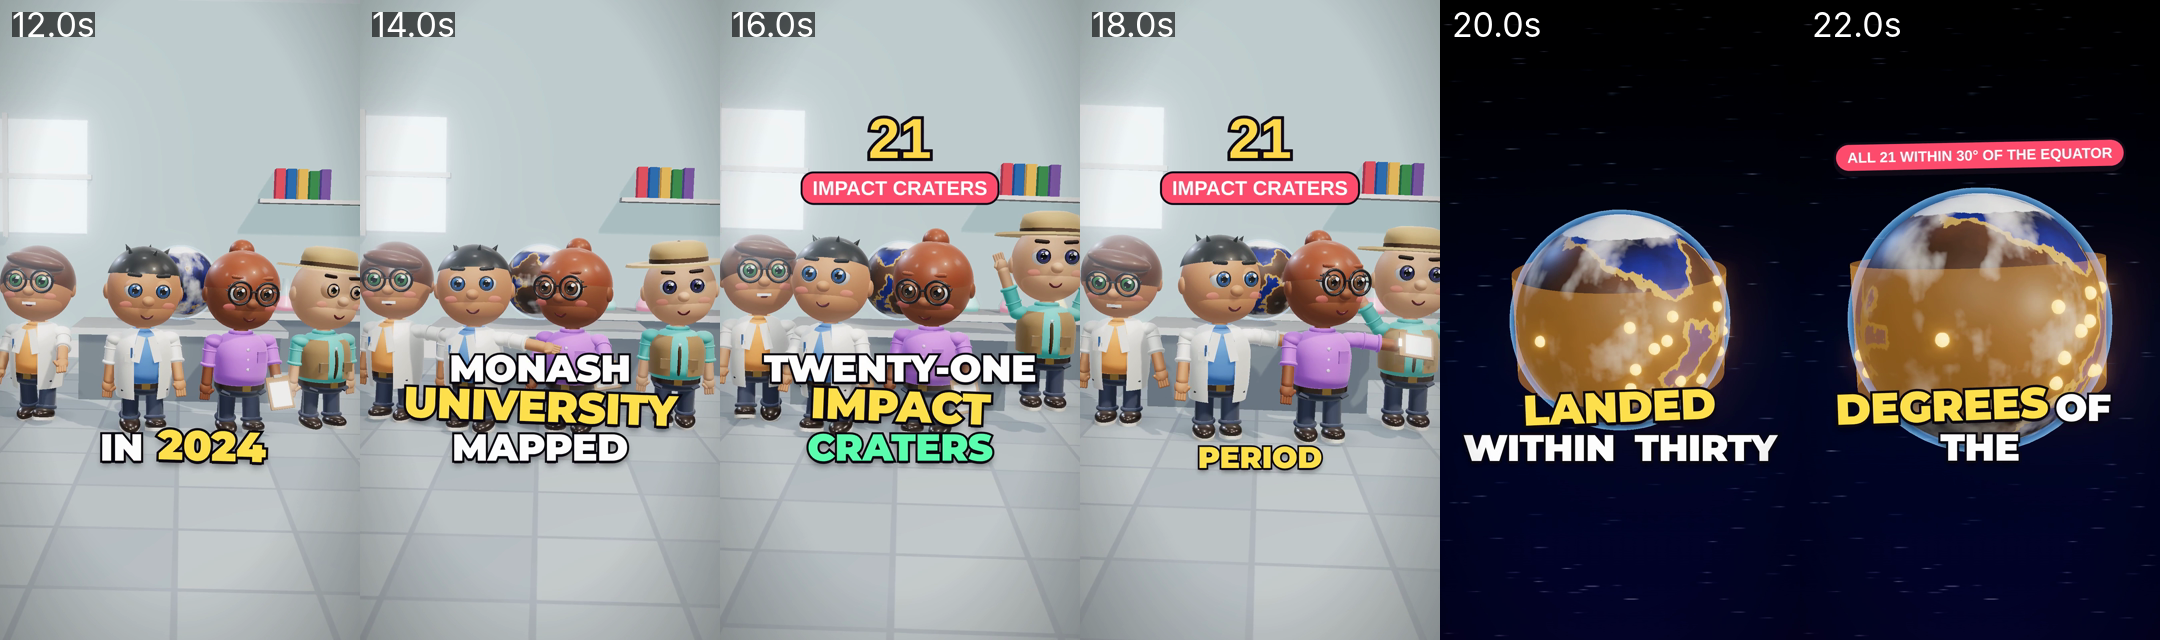 12.0s
IN 2024
14.0s
MONASH
UNIVERSITY
MAPPED
16.0s
21
IMPACT CRATERS
TWENTY-ONE
IMPACT
CRATERS
18.0s
21
IMPACT CRATERS
PERIOD
20.0s
LANDED
WITHIN THIRTY
22.0s
ALL 21 WITHIN 30° OF THE EQUATOR
DEGREES OF
THE